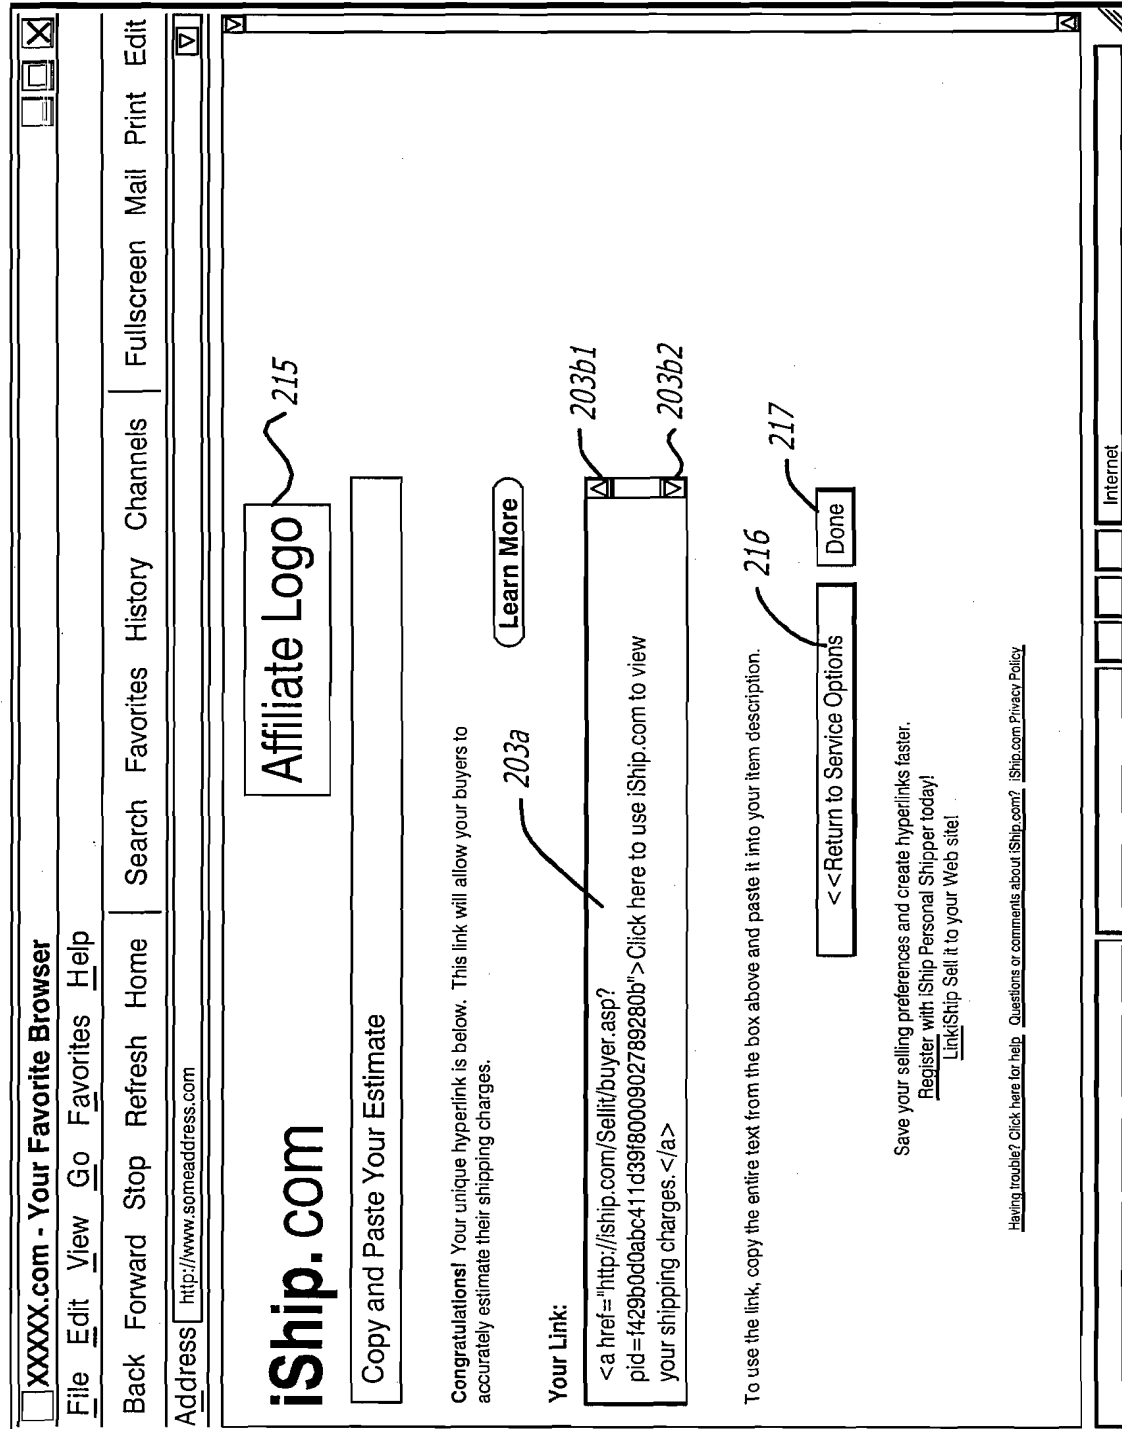 XXXXX.com - Your Favorite Browser
File Edit View Go Favorites Help
Back Forward Stop Refresh Home Search Favorites History Channels Fullscreen Mail Print Edit
Address http://www.someaddress.com
iShip.com
Affiliate Logo
215
Copy and Paste Your Estimate
Congratulations! Your unique hyperlink is below. This link will allow your buyers to
accurately estimate their shipping charges.
Learn More
Your Link:
203a
203b1
<a href="http://iship.com/Sellit/buyer.asp?
pid=f429b0d0abc411d39f8000902789280b">Click here to use iShip.com to view
your shipping charges.</a>
203b2
To use the link, copy the entire text from the box above and paste it into your item description.
216
217
<<Return to Service Options
Done
Save your selling preferences and create hyperlinks faster.
Register with iShip Personal Shipper today!
LinkiShip Sell it to your Web site!
Having trouble? Click here for help Questions or comments about iShip.com? iShip.com Privacy Policy
Internet